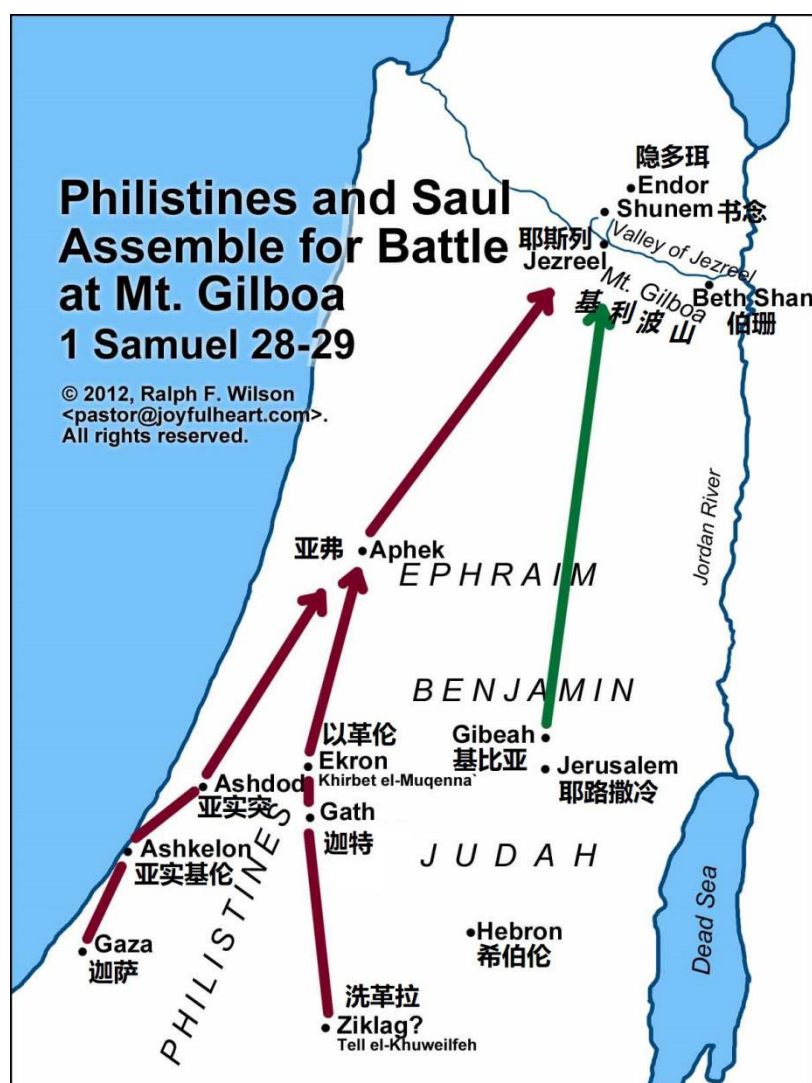 Philistines and Saul
Assemble for Battle
at Mt. Gilboa
1 Samuel 28-29
© 2012, Ralph F. Wilson
<pastor@joyfulheart.com>.
All rights reserved.
隐多珥
Endor
Shunem 书念
耶斯列
Jezreel
Valley of Jezreel
Mt. Gilboa
基利波山
Beth Shan
伯珊
亚弗 Aphek
EPHRAIM
Jordan River
BENJAMIN
Gibeah
基比亚
Jerusalem
耶路撒冷
以革伦
Ekron
Khirbet el-Muqenna`
Ashdod
亚实突
Gath
迦特
Ashkelon
亚实基伦
JUDAH
PHILISTINES
Gaza
迦萨
Hebron
希伯伦
Dead Sea
洗革拉
Ziklag?
Tell el-Khuweilfeh